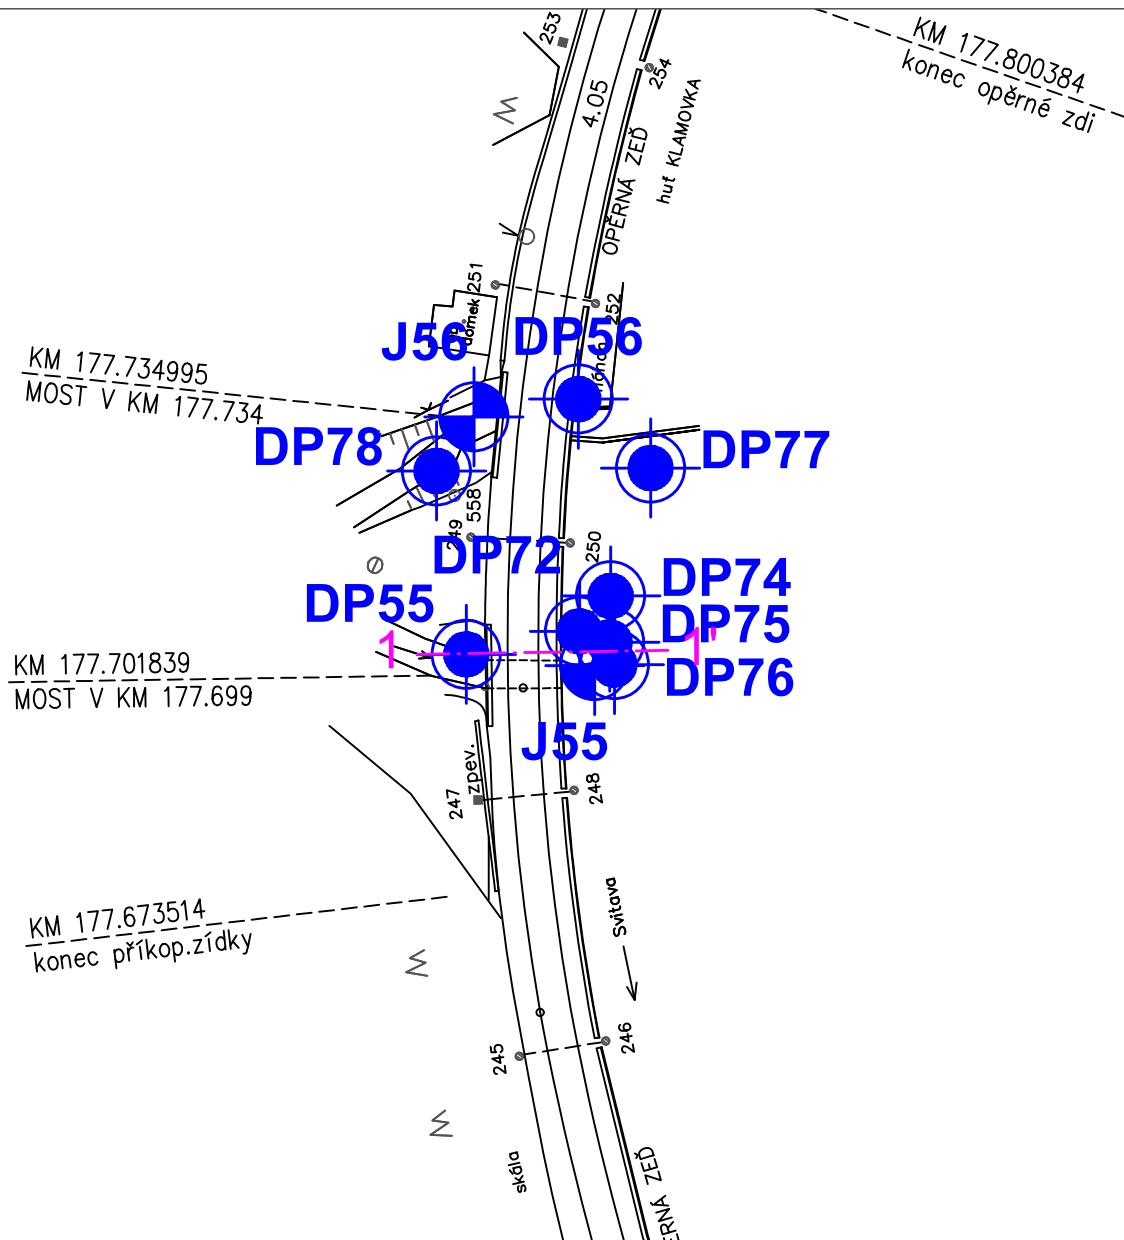 253
254
KM 177.800384
konec opěrné zdi
4.05
OPĚRNÁ ZEĎ
huť KLAMOVKA
251
252
domek
J56
DP56
KM 177.734995
MOST V KM 177.734
DP78
DP77
249
558
250
DP72
DP74
DP55
DP75
1
1'
KM 177.701839
MOST V KM 177.699
DP76
J55
zpev.
247
248
Svitava
KM 177.673514
konec příkop.zídky
245
246
skála
ERNÁ ZEĎ